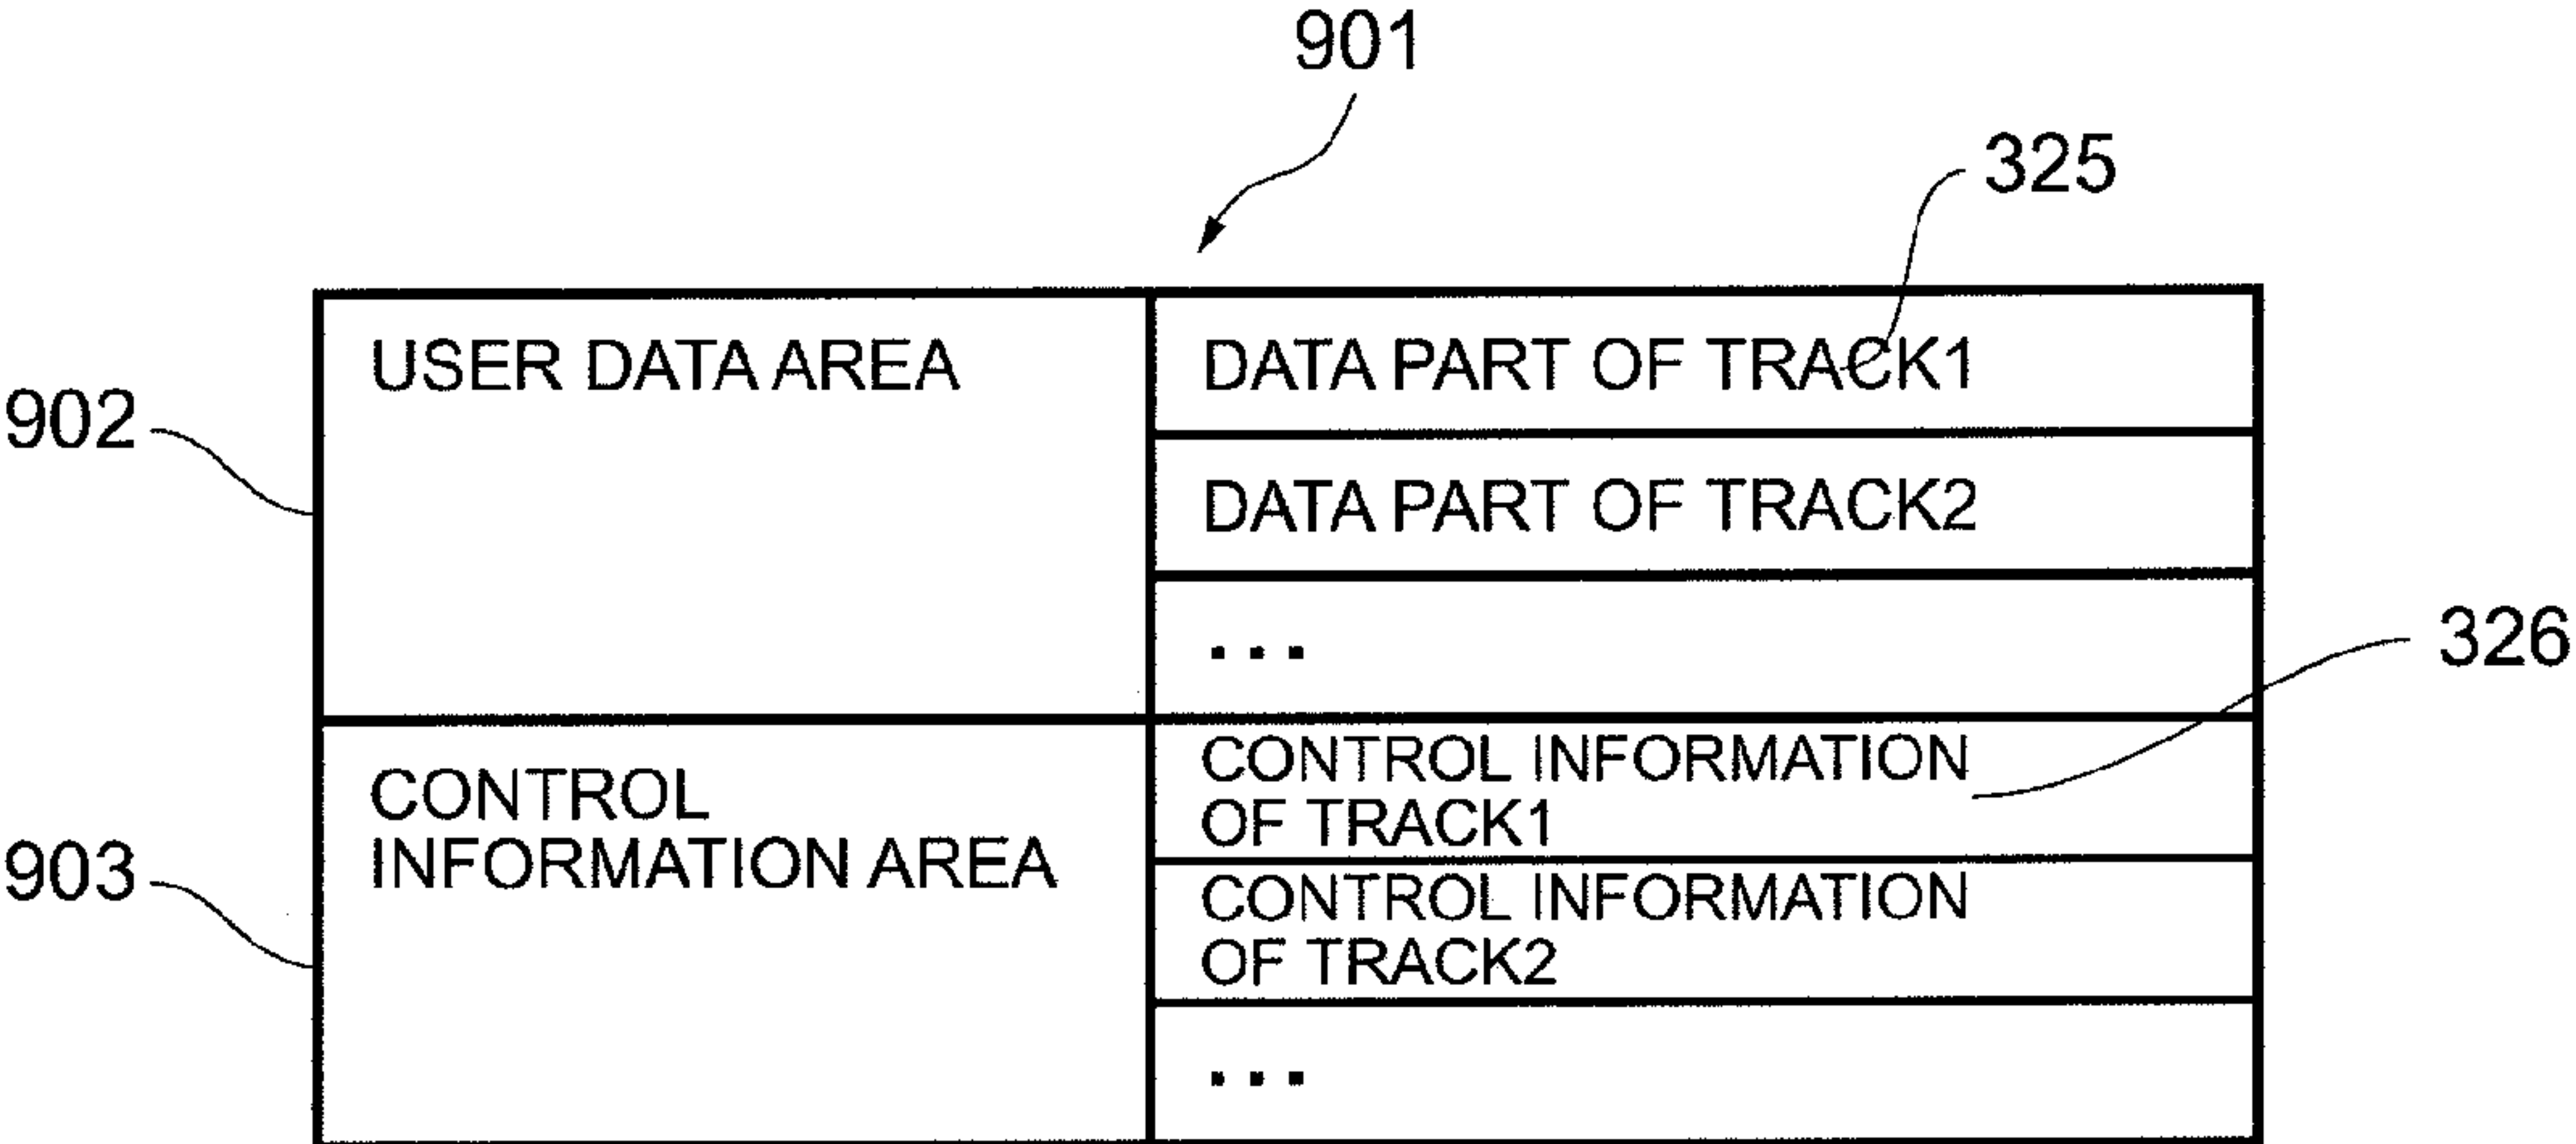 901
325
USER DATA AREA
DATA PART OF TRACK1
902
DATA PART OF TRACK2
...
326
CONTROL
INFORMATION AREA
CONTROL INFORMATION
OF TRACK1
903
CONTROL INFORMATION
OF TRACK2
...